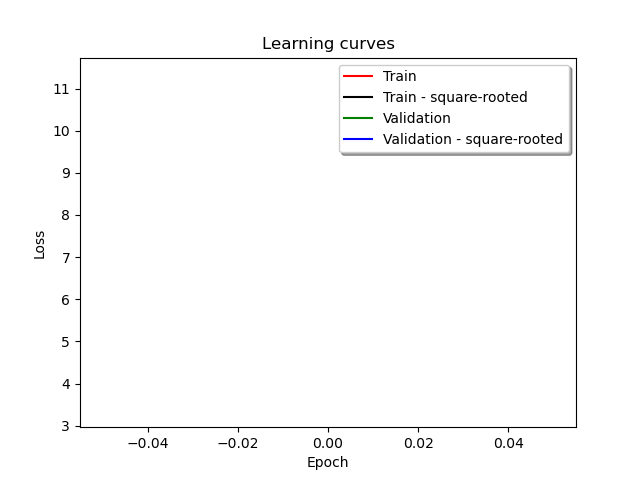 Learning curves
Train
Train - square-rooted
Validation
Validation - square-rooted
11
10
9
8
7
6
5
4
3
Loss
−0.04
−0.02
0.00
0.02
0.04
Epoch